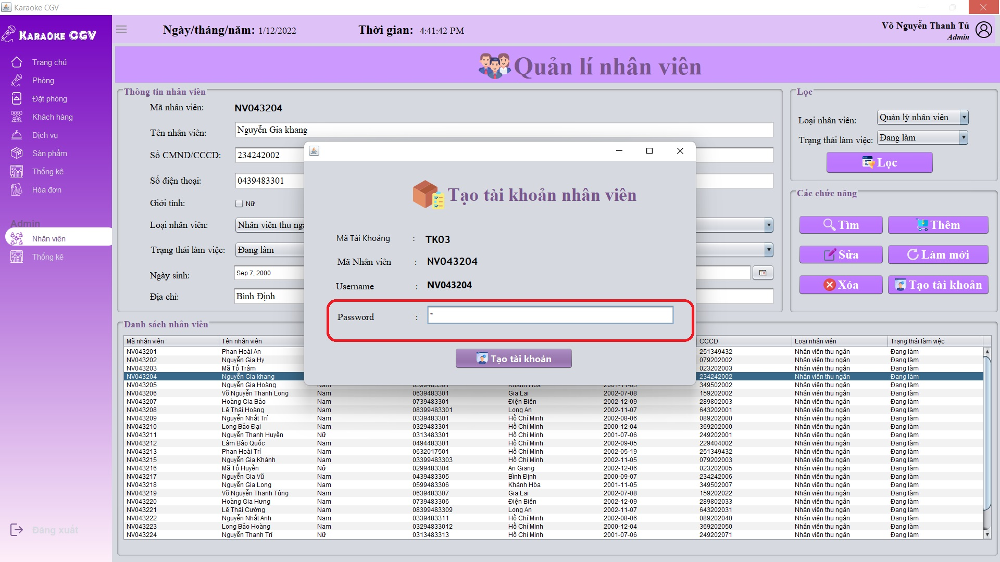 Karaoke CGV
KARAOKE CGV
Ngày/tháng/năm: 1/12/2022
Thời gian: 4:41:42 PM
Võ Nguyễn Thanh Tú
Admin
Trang chủ
Phòng
Đặt phòng
Khách hàng
Dịch vụ
Sản phẩm
Thống kê
Hóa đơn
Admin
Nhân viên
Thống kê
Đăng xuất
Quản lí nhân viên
Thông tin nhân viên
Mã nhân viên: NV043204
Tên nhân viên: Nguyễn Gia khang
Số CMND/CCCD: 234242002
Số điện thoại: 0439483301
Giới tính: Nữ
Loại nhân viên: Nhân viên thu
Trạng thái làm việc: Đang làm
Ngày sinh: Sep 7, 2000
Địa chỉ: Bình Định
Lọc
Loại nhân viên: Quản lý nhân viên
Trạng thái làm việc: Đang làm
Lọc
Các chức năng
Tìm Thêm
Sửa Làm mới
Xóa Tạo tài khoản
Tạo tài khoản nhân viên
Mã Tài Khoảng : TK03
Mã Nhân viên : NV043204
Username : NV043204
Password : *
Tạo tài khoản
Danh sách nhân viên
Mã nhân viên Tên nhân viên CCCD Loại nhân viên Trạng thái làm việc
NV043201 Phan Hoài An 251349432 Nhân viên thu ngân Đang làm
NV043202 Nguyễn Gia Hy 079202002 Nhân viên thu ngân Đang làm
NV043203 Mã Tố Trâm 023202003 Nhân viên thu ngân Đang làm
NV043204 Nguyễn Gia khang 234242002 Nhân viên thu ngân Đang làm
NV043205 Nguyễn Gia Hoàng Nam 0599483301 Khánh Hòa 2001-11-05 349502002 Nhân viên thu ngân Đang làm
NV043206 Võ Nguyễn Thanh Long Nam 0639483301 Gia Lai 2002-07-08 159202002 Nhân viên thu ngân Đang làm
NV043207 Hoàng Gia Bảo Nam 0739483301 Điện Biên 2002-12-09 289802003 Nhân viên thu ngân Đang làm
NV043208 Lê Thái Hoàng Nam 08399483301 Long An 2002-11-07 643202001 Nhân viên thu ngân Đang làm
NV043209 Nguyễn Nhất Trí Nam 0339483301 Hồ Chí Minh 2002-08-06 089202000 Nhân viên thu ngân Đang làm
NV043210 Long Bảo Đại Nam 0329483301 Hồ Chí Minh 2000-12-04 369202000 Nhân viên thu ngân Đang làm
NV043211 Nguyễn Thanh Huyền Nữ 0313483301 Hồ Chí Minh 2001-07-06 249202001 Nhân viên thu ngân Đang làm
NV043212 Lâm Bảo Quốc Nam 0494483301 Hồ Chí Minh 2002-09-05 229404002 Nhân viên thu ngân Đang làm
NV043213 Phan Hoài Trí Nam 0632017501 Hồ Chí Minh 2002-05-19 251349432 Nhân viên thu ngân Đang làm
NV043215 Nguyễn Gia Khánh Nam 03399483303 Hồ Chí Minh 2002-11-05 079202003 Nhân viên thu ngân Đang làm
NV043216 Mã Tố Huyền Nữ 0299483304 An Giang 2002-12-06 023202005 Nhân viên thu ngân Đang làm
NV043217 Nguyễn Gia Vũ Nam 0439483305 Bình Định 2000-09-07 234242006 Nhân viên thu ngân Đang làm
NV043218 Nguyễn Gia Long Nam 0599483306 Khánh Hòa 2001-11-05 349502007 Nhân viên thu ngân Đang làm
NV043219 Võ Nguyễn Thanh Tùng Nam 0639483307 Gia Lai 2002-07-08 159202022 Nhân viên thu ngân Đang làm
NV043220 Hoàng Gia Hưng Nam 0739483306 Điện Biên 2002-12-09 289802033 Nhân viên thu ngân Đang làm
NV043221 Lê Thái Cường Nam 08399483309 Long An 2002-11-07 643202031 Nhân viên thu ngân Đang làm
NV043222 Nguyễn Nhất Anh Nam 0339483311 Hồ Chí Minh 2002-08-06 089202040 Nhân viên thu ngân Đang làm
NV043223 Long Bảo Hoàng Nam 03294833012 Hồ Chí Minh 2000-12-04 369202050 Nhân viên thu ngân Đang làm
NV043224 Nguyễn Thanh Trí Nữ 0313483313 Hồ Chí Minh 2001-07-06 249202071 Nhân viên thu ngân Đang làm